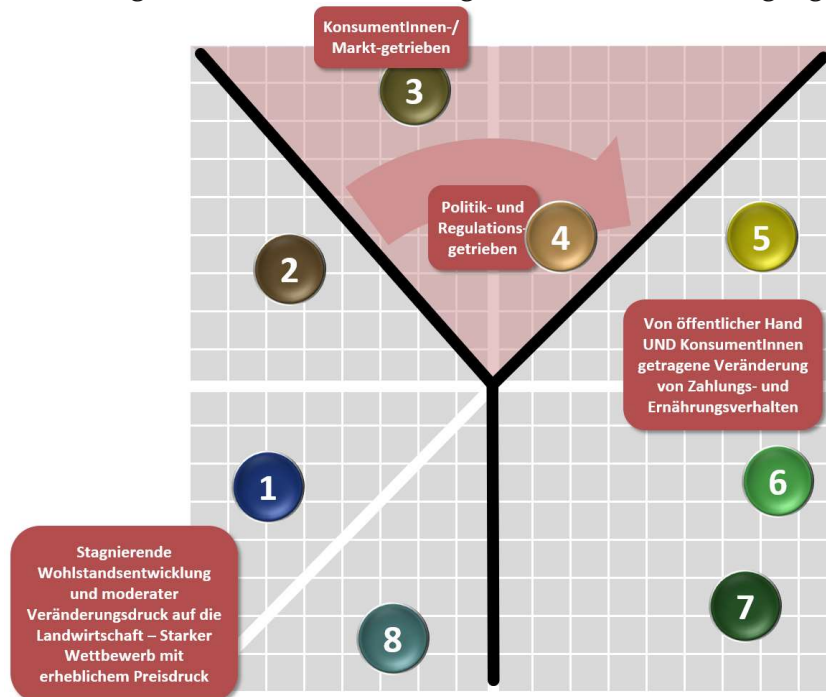 KonsumentInnen-/
Markt-getrieben
3
Politik- und
Regulations-
getrieben
4
5
2
Von öffentlicher Hand
UND KonsumentInnen
getragene Veränderung
von Zahlungs- und
Ernährungsverhalten
1
6
Stagnierende
Wohlstandsentwicklung
und moderater
Veränderungsdruck auf die
Landwirtschaft – Starker
Wettbewerb mit
erheblichem Preisdruck
8
7